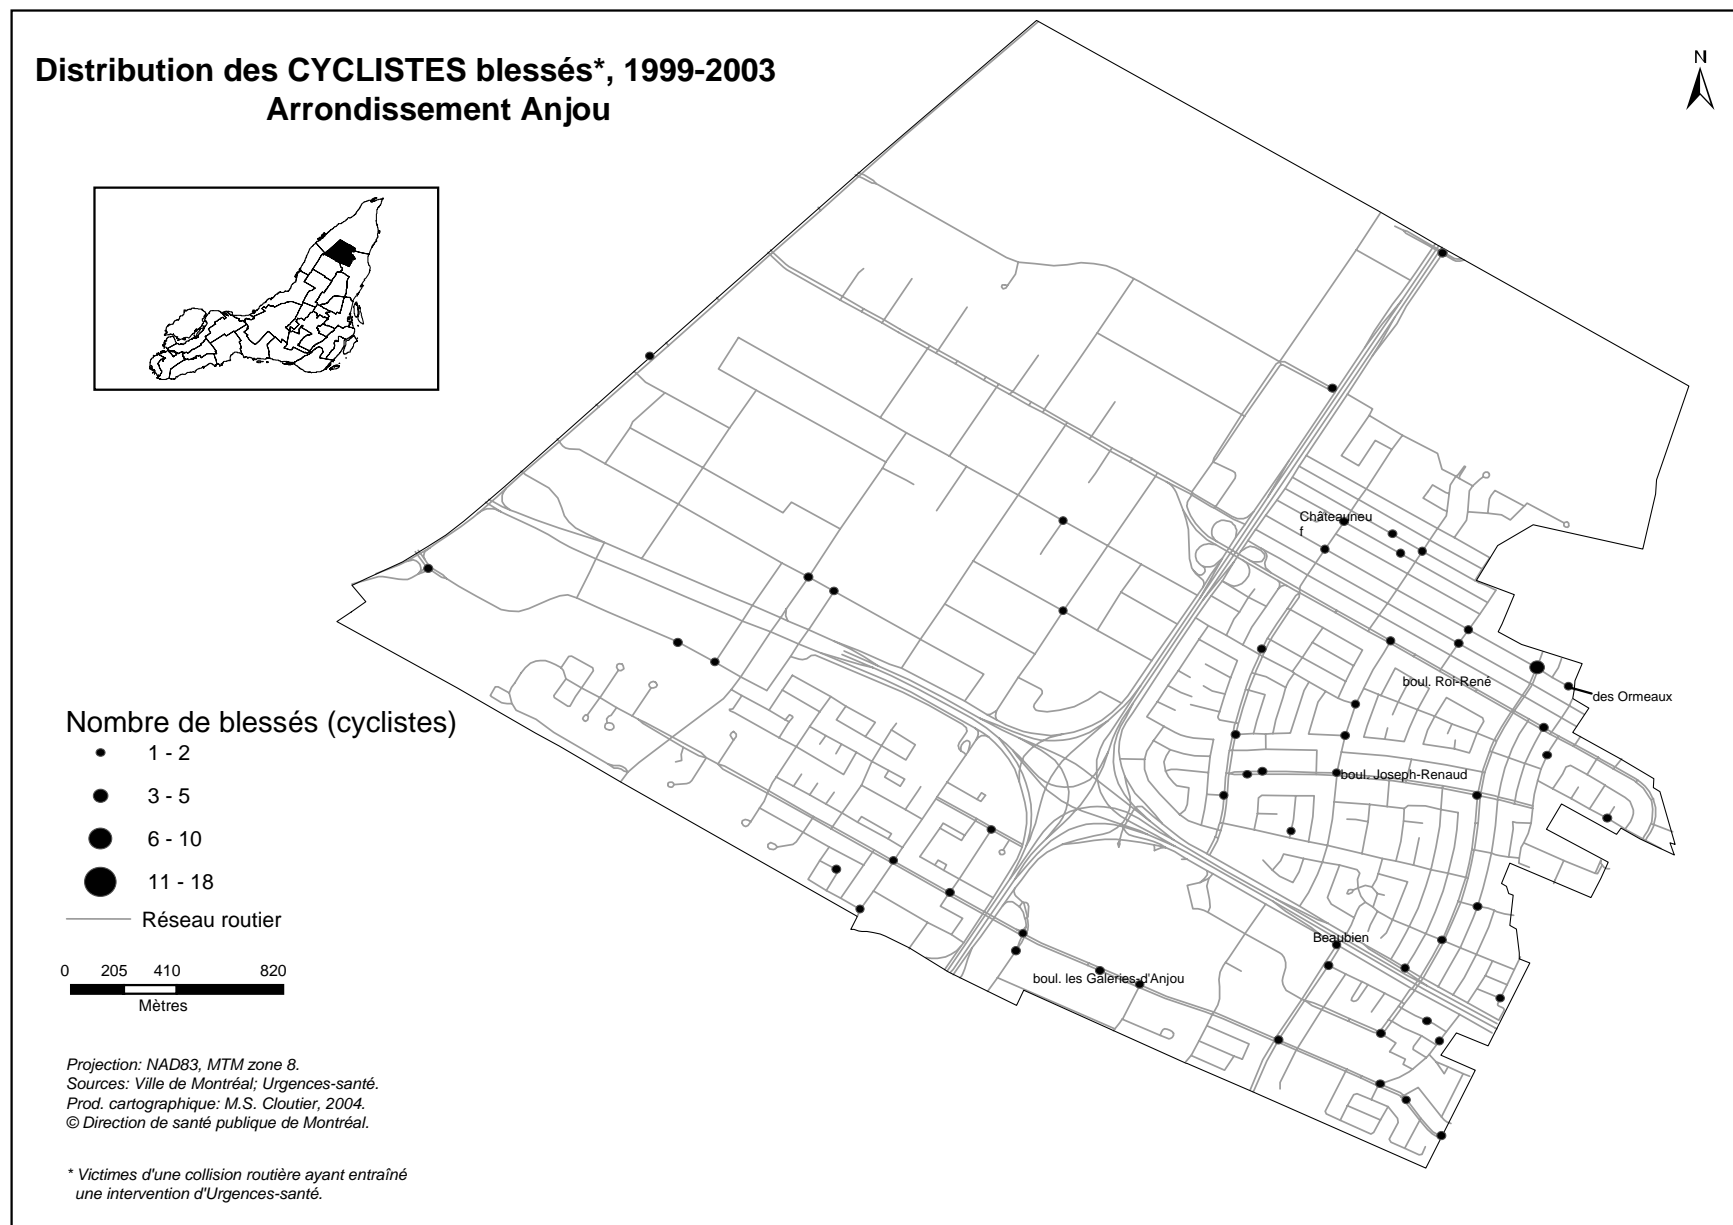 Distribution des CYCLISTES blessés*, 1999-2003
Arrondissement Anjou
N
Châteauneu
f
boul. Roi-René
des Ormeaux
boul. Joseph-Renaud
Beaubien
boul. les Galeries-d'Anjou
Nombre de blessés (cyclistes)
1 - 2
3 - 5
6 - 10
11 - 18
Réseau routier
0 205 410 820
Mètres
Projection: NAD83, MTM zone 8.
Sources: Ville de Montréal; Urgences-santé.
Prod. cartographique: M.S. Cloutier, 2004.
© Direction de santé publique de Montréal.
* Victimes d'une collision routière ayant entraîné
une intervention d'Urgences-santé.